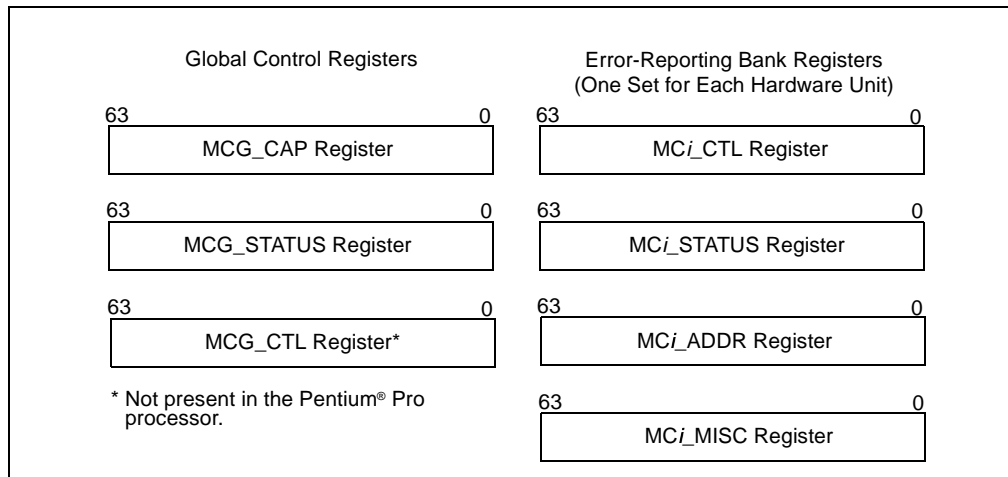 Global Control Registers
63 0
MCG_CAP Register
63 0
MCG_STATUS Register
63 0
MCG_CTL Register*
* Not present in the Pentium® Pro
processor.
Error-Reporting Bank Registers
(One Set for Each Hardware Unit)
63 0
MCi_CTL Register
63 0
MCi_STATUS Register
63 0
MCi_ADDR Register
63 0
MCi_MISC Register